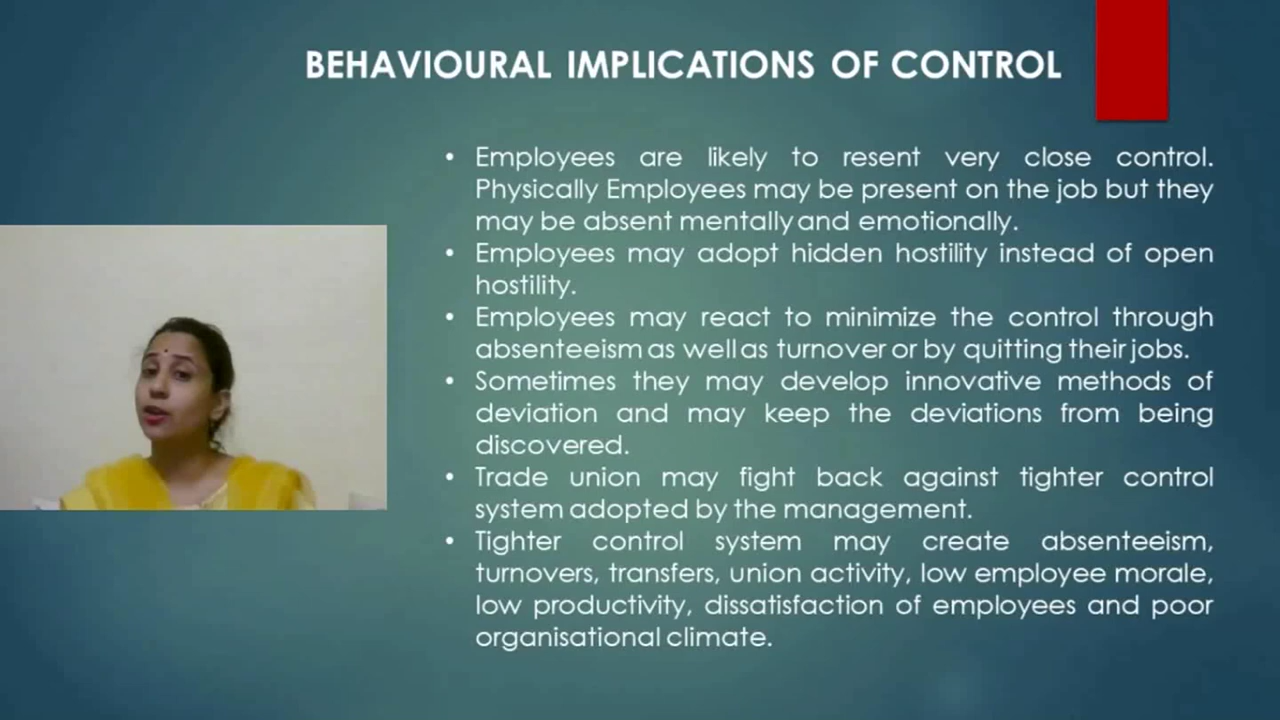 BEHAVIOURAL IMPLICATIONS OF CONTROL
• Employees are likely to resent very close control.
Physically Employees may be present on the job but they
may be absent mentally and emotionally.
• Employees may adopt hidden hostility instead of open
hostility.
• Employees may react to minimize the control through
absenteeism as well as turnover or by quitting their jobs.
• Sometimes they may develop innovative methods of
deviation and may keep the deviations from being
discovered.
• Trade union may fight back against tighter control
system adopted by the management.
• Tighter control system may create absenteeism,
turnovers, transfers, union activity, low employee morale,
low productivity, dissatisfaction of employees and poor
organisational climate.